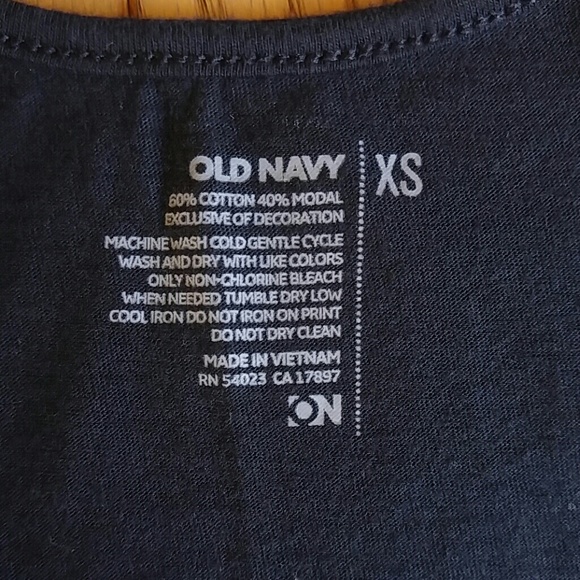 OLD NAVY
XS
60% COTTON 40% MODAL
EXCLUSIVE OF DECORATION
MACHINE WASH COLD GENTLE CYCLE
WASH AND DRY WITH LIKE COLORS
ONLY NON-CHLORINE BLEACH
WHEN NEEDED TUMBLE DRY LOW
COOL IRON DO NOT IRON ON PRINT
DO NOT DRY CLEAN
MADE IN VIETNAM
RN 54023 CA 17897
ON